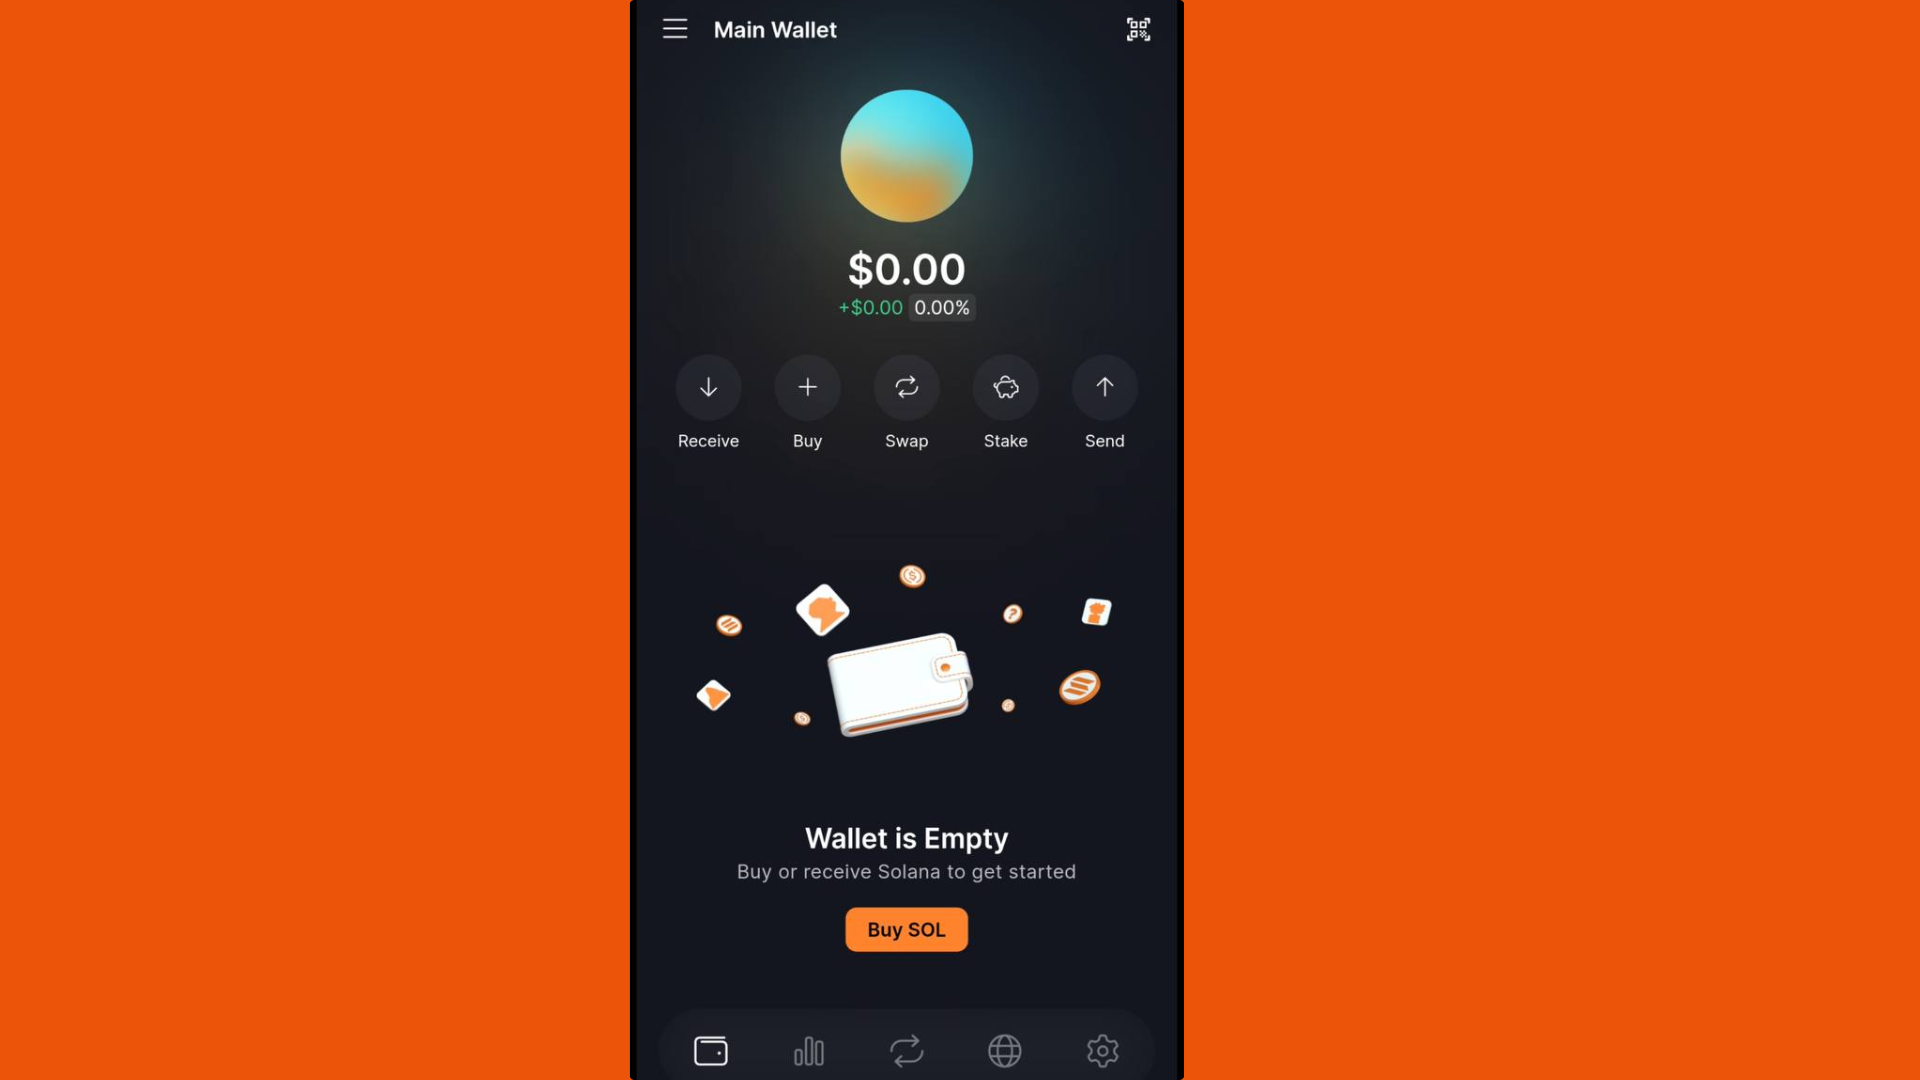 Main Wallet
$0.00
+$0.00 0.00%
Receive Buy Swap Stake Send
Wallet is Empty
Buy or receive Solana to get started
Buy SOL